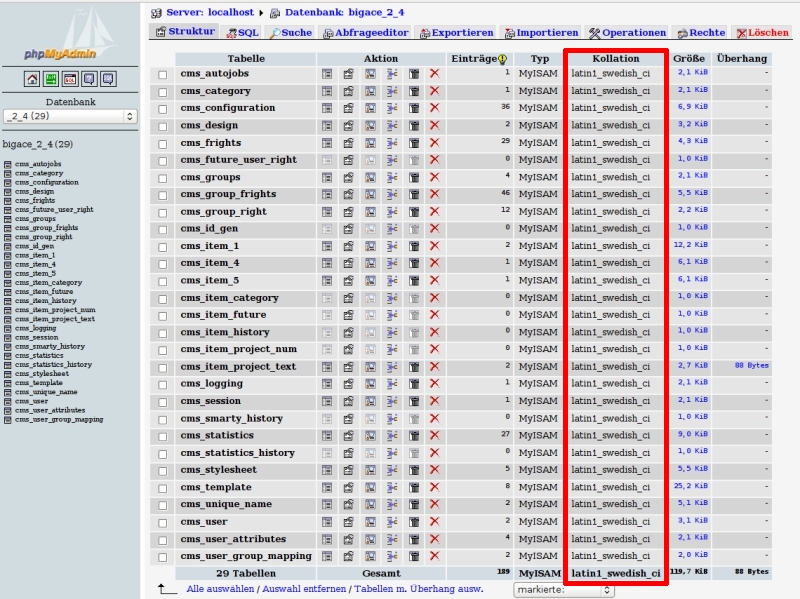 Server: localhost ▸ Datenbank: bigace_2_4
Struktur SQL Suche Abfrageeditor Exportieren Importieren Operationen Rechte Löschen
phpMyAdmin
Datenbank
_2_4 (29)
bigace_2_4 (29)
cms_autojobs
cms_category
cms_configuration
cms_design
cms_frights
cms_future_user_right
cms_groups
cms_group_frights
cms_group_right
cms_id_gen
cms_item_1
cms_item_4
cms_item_5
cms_item_category
cms_item_future
cms_item_history
cms_item_project_num
cms_item_project_text
cms_logging
cms_session
cms_smarty_history
cms_statistics
cms_statistics_history
cms_stylesheet
cms_template
cms_unique_name
cms_user
cms_user_attributes
cms_user_group_mapping
Tabelle Aktion Einträge Typ Kollation Größe Überhang
cms_autojobs 1 MyISAM latin1_swedish_ci 2,1 KiB -
cms_category 1 MyISAM latin1_swedish_ci 2,1 KiB -
cms_configuration 36 MyISAM latin1_swedish_ci 6,9 KiB -
cms_design 2 MyISAM latin1_swedish_ci 3,2 KiB -
cms_frights 29 MyISAM latin1_swedish_ci 4,3 KiB -
cms_future_user_right 0 MyISAM latin1_swedish_ci 1,0 KiB -
cms_groups 4 MyISAM latin1_swedish_ci 2,1 KiB -
cms_group_frights 46 MyISAM latin1_swedish_ci 5,5 KiB -
cms_group_right 12 MyISAM latin1_swedish_ci 2,2 KiB -
cms_id_gen 0 MyISAM latin1_swedish_ci 1,0 KiB -
cms_item_1 2 MyISAM latin1_swedish_ci 12,2 KiB -
cms_item_4 1 MyISAM latin1_swedish_ci 6,1 KiB -
cms_item_5 1 MyISAM latin1_swedish_ci 6,1 KiB -
cms_item_category 0 MyISAM latin1_swedish_ci 1,0 KiB -
cms_item_future 0 MyISAM latin1_swedish_ci 1,0 KiB -
cms_item_history 0 MyISAM latin1_swedish_ci 1,0 KiB -
cms_item_project_num 0 MyISAM latin1_swedish_ci 1,0 KiB -
cms_item_project_text 2 MyISAM latin1_swedish_ci 2,7 KiB 88 Bytes
cms_logging 1 MyISAM latin1_swedish_ci 2,1 KiB -
cms_session 1 MyISAM latin1_swedish_ci 2,1 KiB -
cms_smarty_history 0 MyISAM latin1_swedish_ci 1,0 KiB -
cms_statistics 27 MyISAM latin1_swedish_ci 9,0 KiB -
cms_statistics_history 0 MyISAM latin1_swedish_ci 1,0 KiB -
cms_stylesheet 5 MyISAM latin1_swedish_ci 5,5 KiB -
cms_template 8 MyISAM latin1_swedish_ci 25,2 KiB -
cms_unique_name 2 MyISAM latin1_swedish_ci 5,1 KiB -
cms_user 2 MyISAM latin1_swedish_ci 3,1 KiB -
cms_user_attributes 4 MyISAM latin1_swedish_ci 2,1 KiB -
cms_user_group_mapping 2 MyISAM latin1_swedish_ci 2,0 KiB -
29 Tabellen Gesamt 189 MyISAM latin1_swedish_ci 119,7 KiB 88 Bytes
Alle auswählen / Auswahl entfernen / Tabellen m. Überhang ausw. markierte: